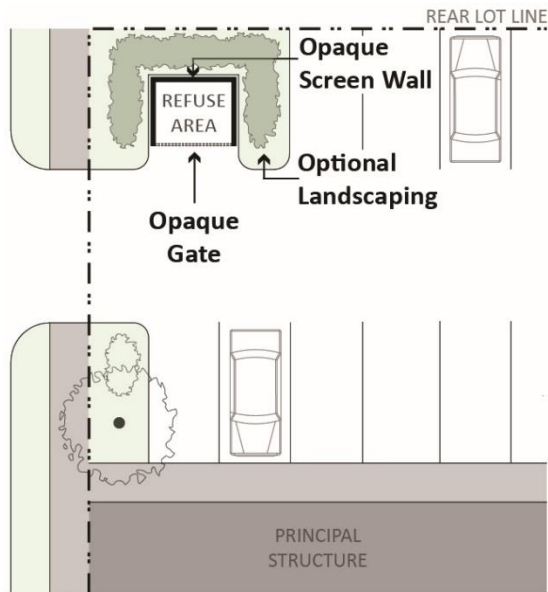 REAR LOT LINE
Opaque
Screen Wall
REFUSE
AREA
Optional
Landscaping
Opaque
Gate
PRINCIPAL
STRUCTURE